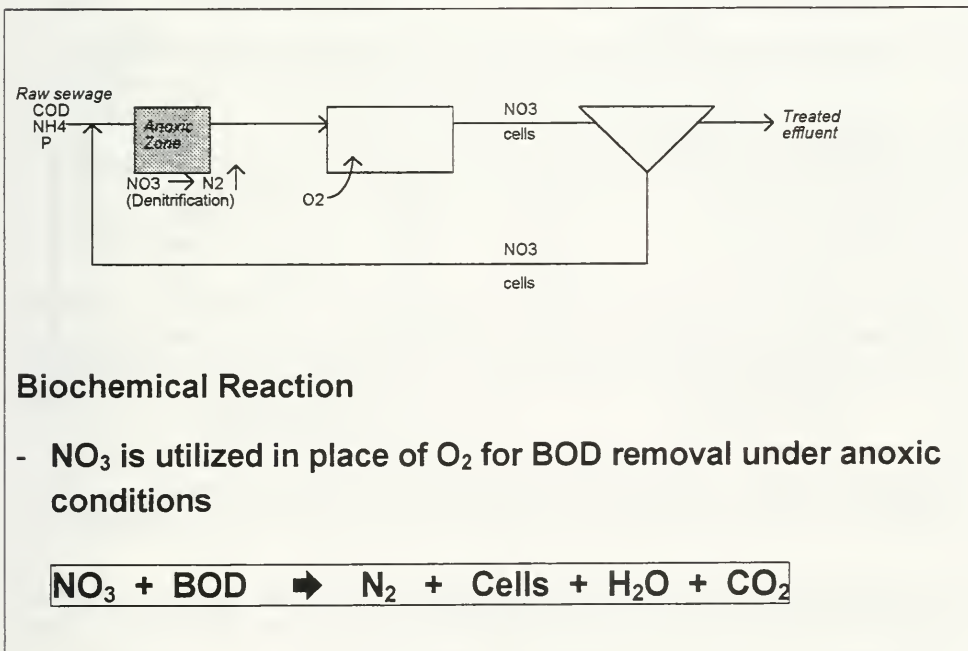 Raw sewage
COD
NH4
P
Anoxic
Zone
NO3 → N2 ↑
(Denitrification)
O2
NO3
cells
Treated
effluent
NO3
cells
Biochemical Reaction
- NO₃ is utilized in place of O₂ for BOD removal under anoxic
conditions
NO₃ + BOD ➡ N₂ + Cells + H₂O + CO₂